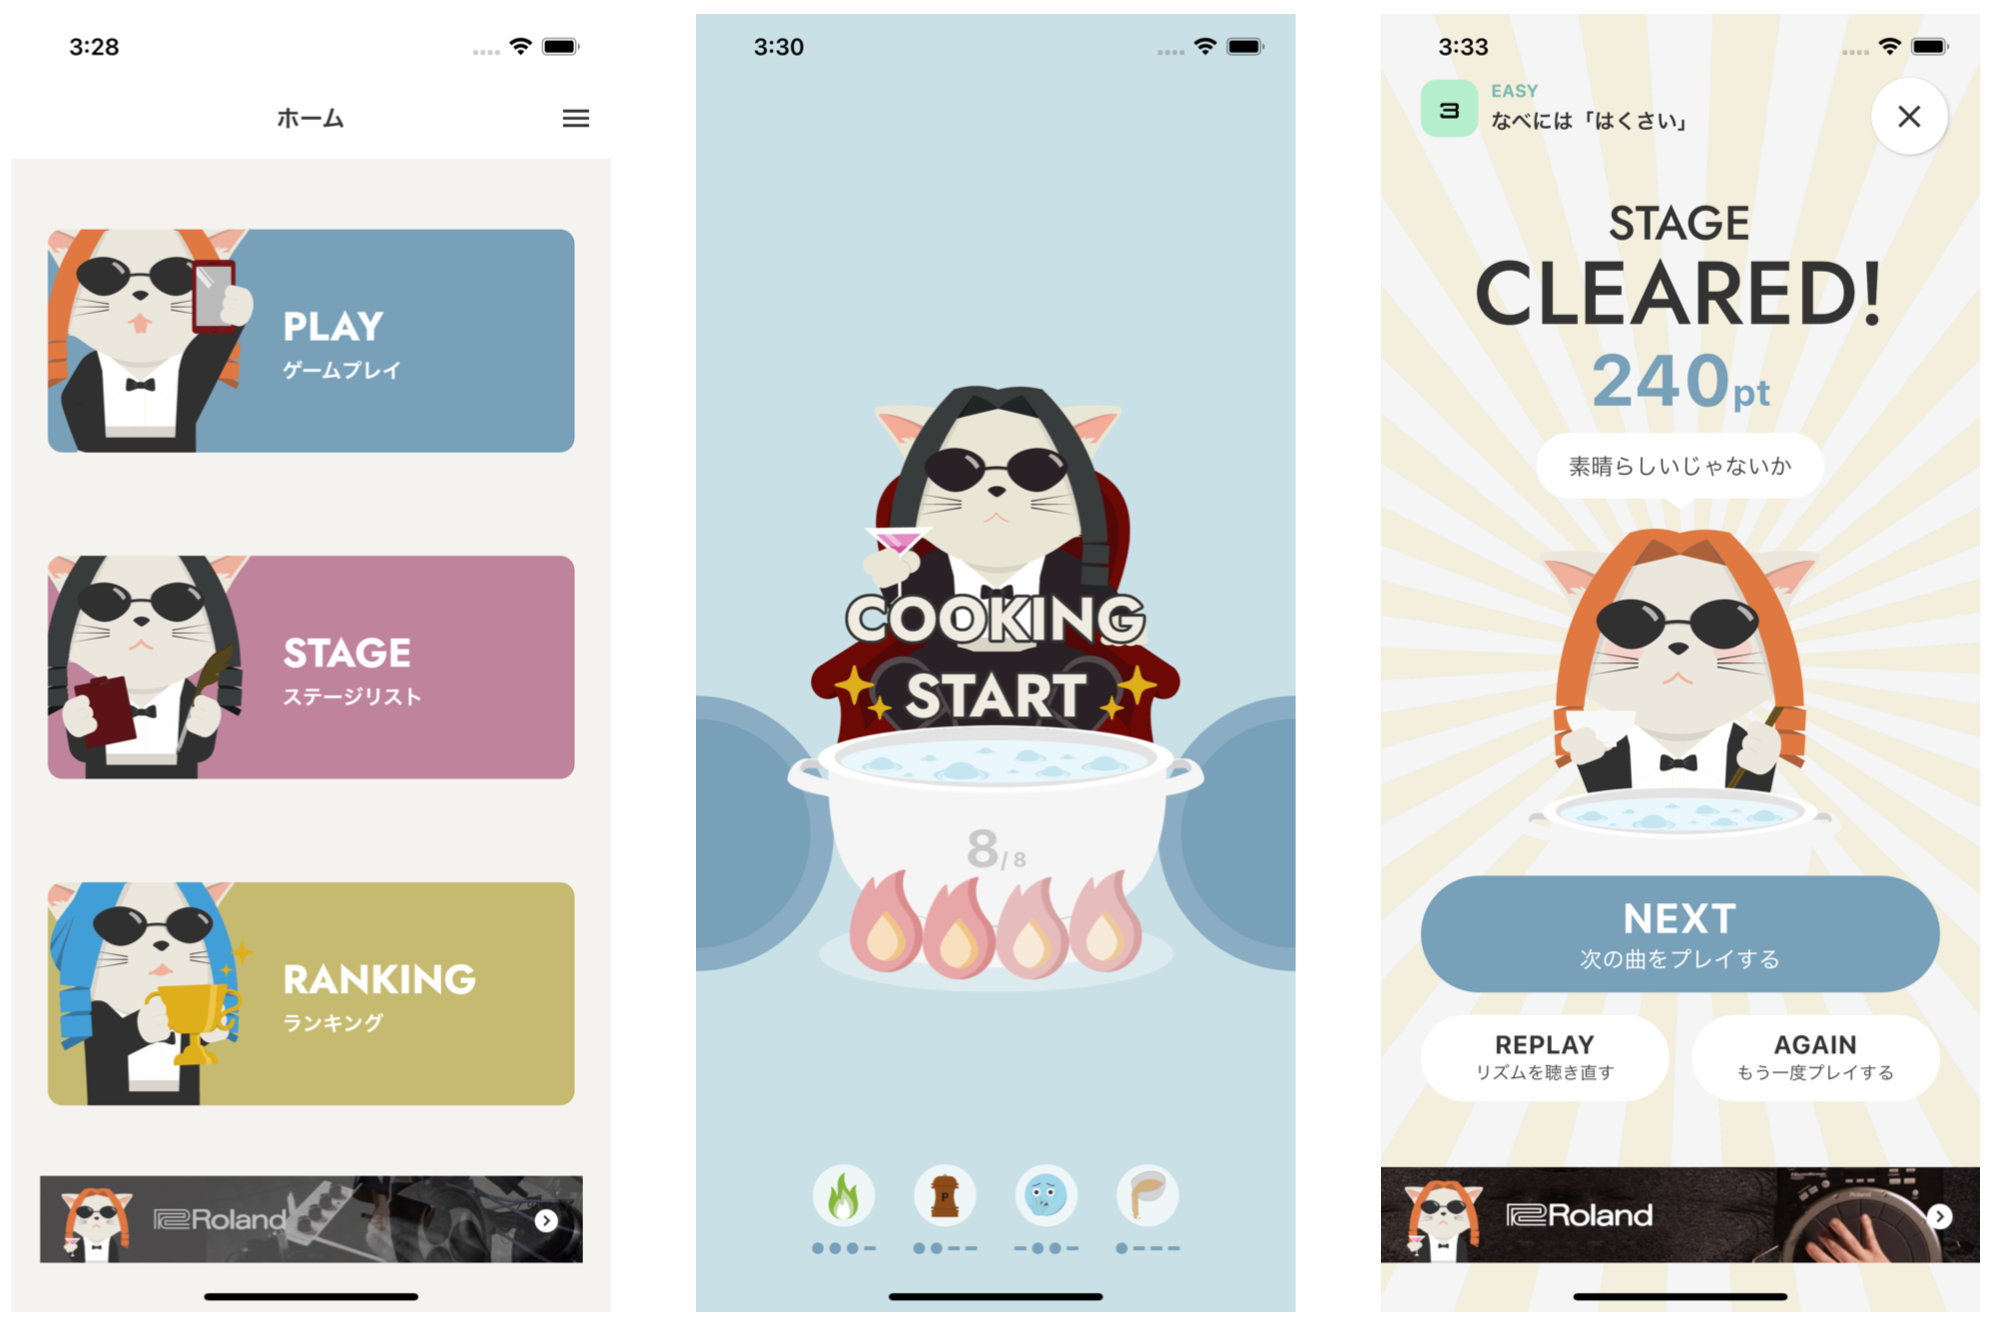 3:28
ホーム
PLAY
ゲームプレイ
STAGE
ステージリスト
RANKING
ランキング
Roland
3:30
COOKING
START
8/8
P
3:33
3
EASY
なべには「はくさい」
STAGE
CLEARED!
240pt
素晴らしいじゃないか
NEXT
次の曲をプレイする
REPLAY
リズムを聴き直す
AGAIN
もう一度プレイする
Roland